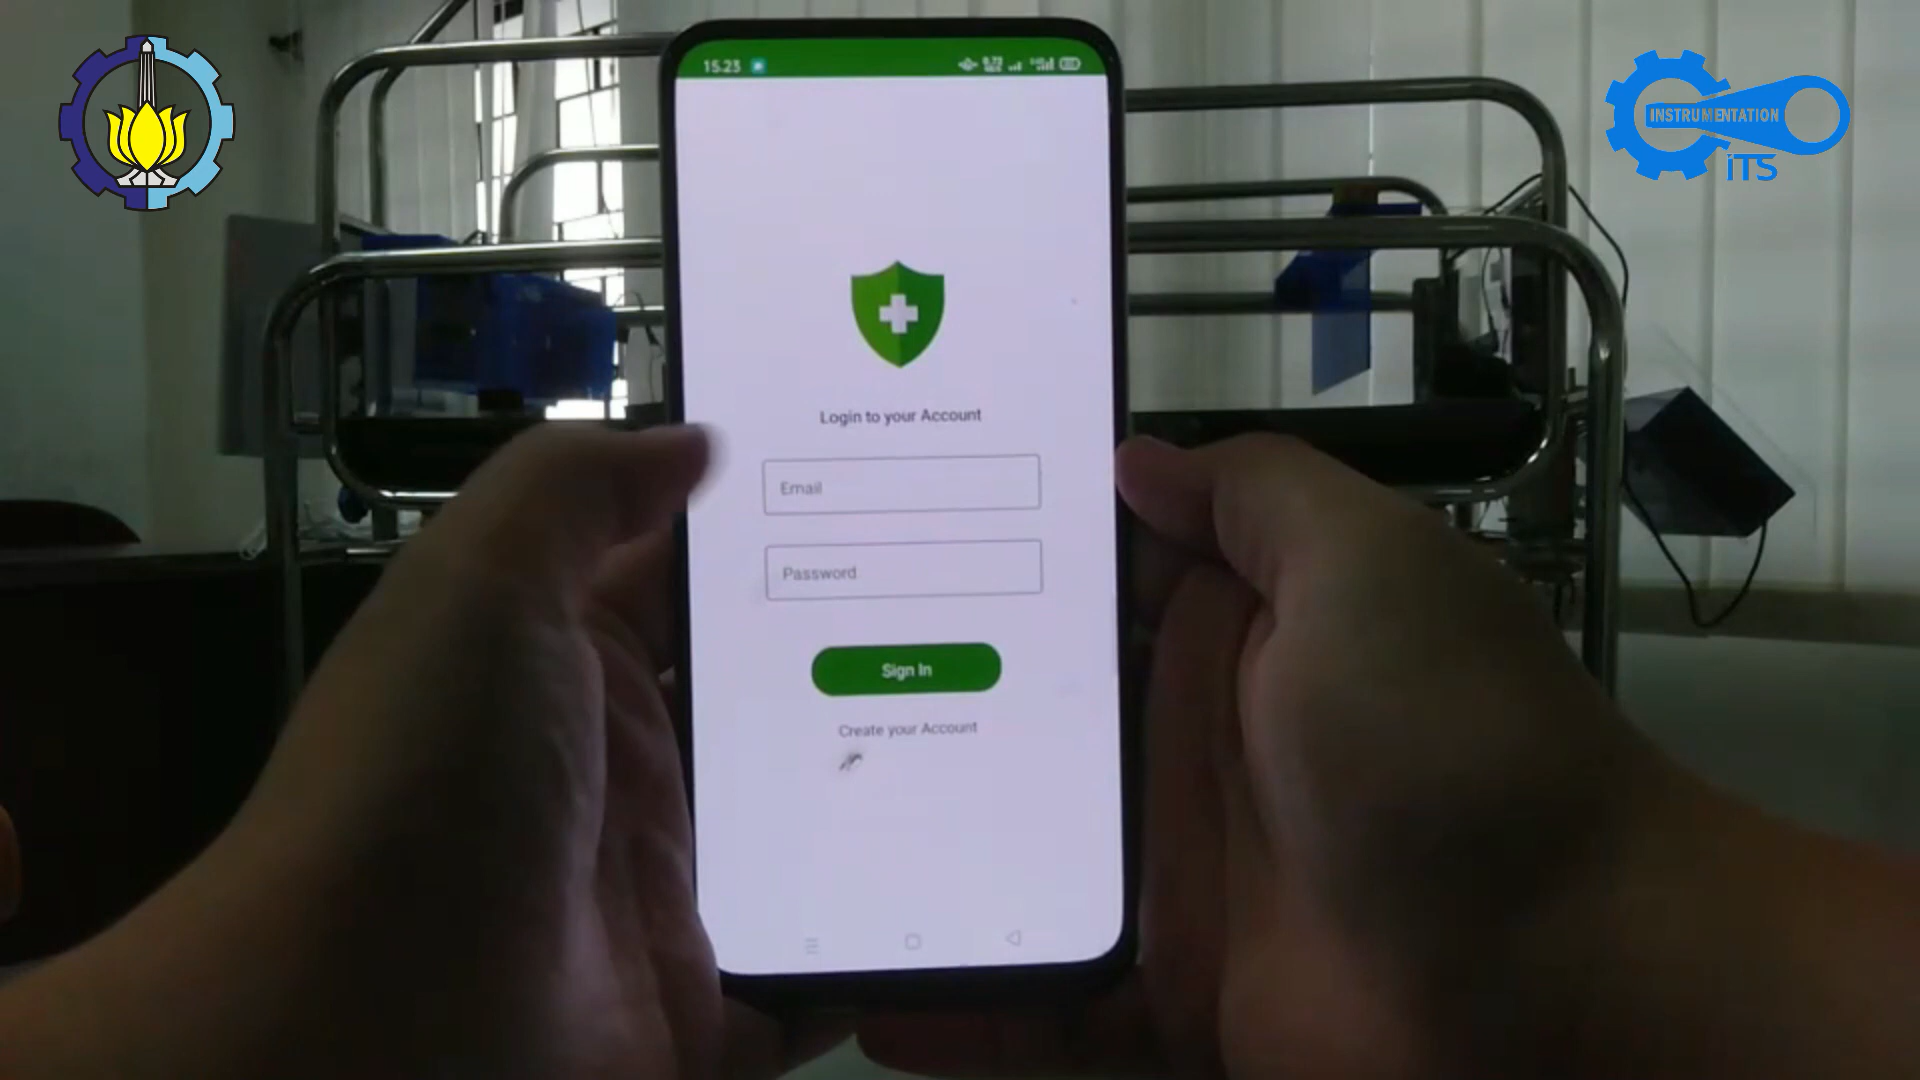 15.23
INSTRUMENTATION
iTS
Login to your Account
Email
Password
Sign In
Create your Account